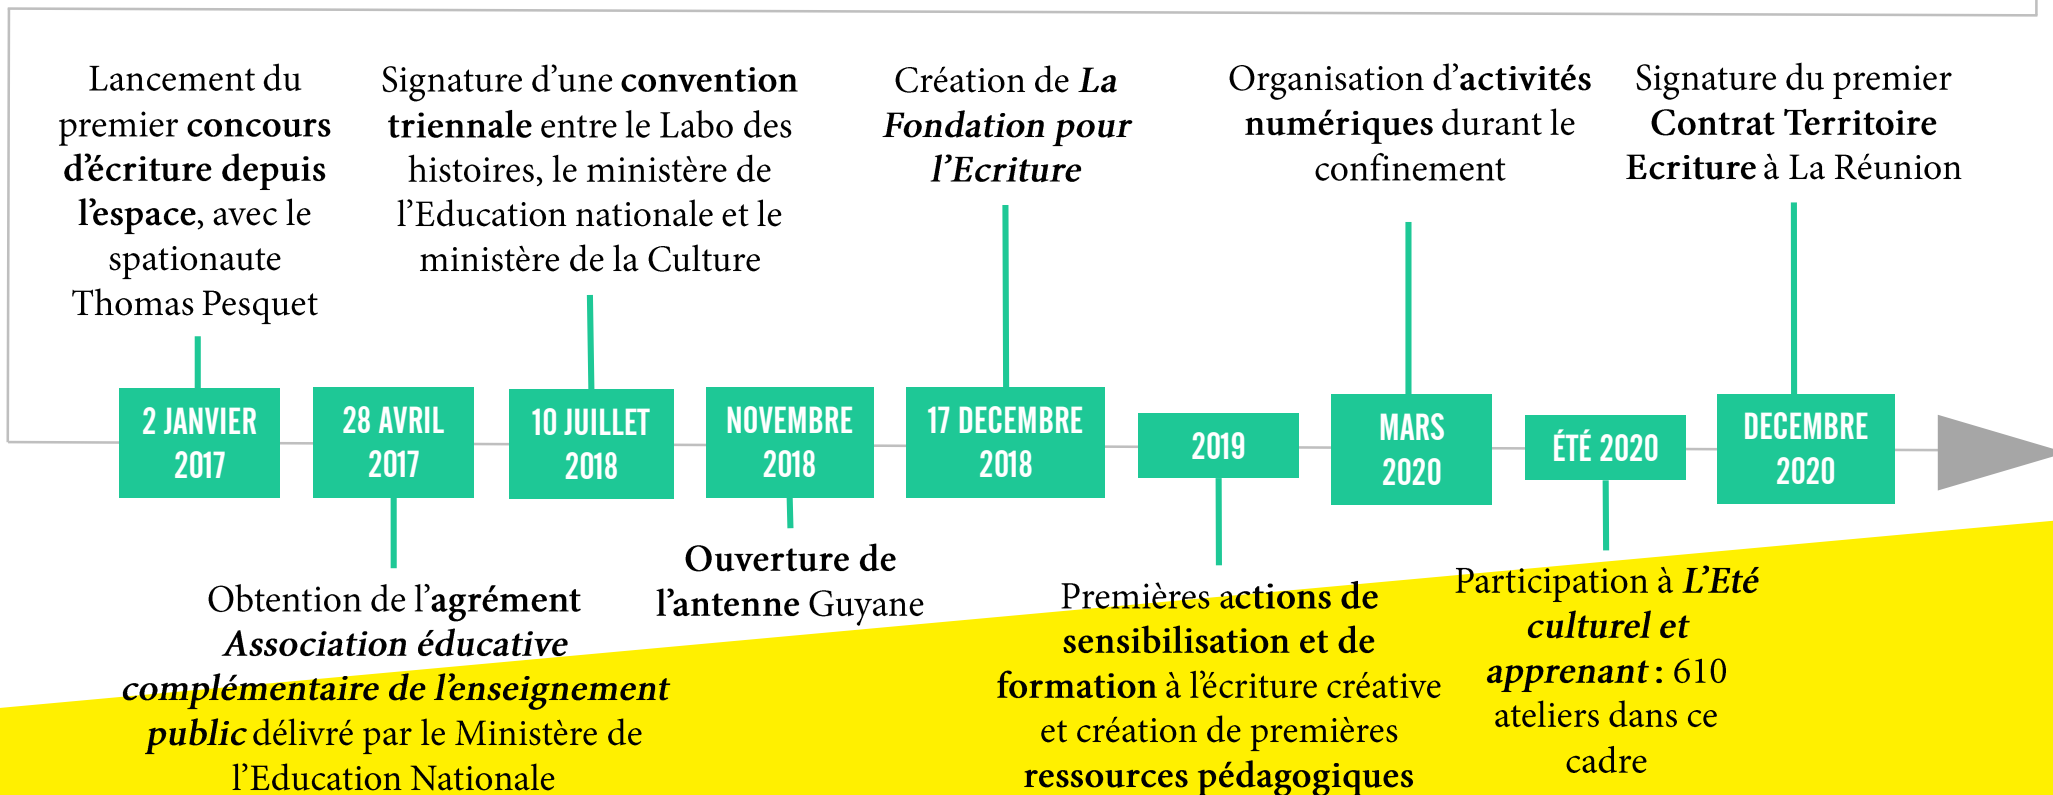 Lancement du
premier concours
d'écriture depuis
l'espace, avec le
spationaute
Thomas Pesquet
Signature d'une convention
triennale entre le Labo des
histoires, le ministère de
l'Education nationale et le
ministère de la Culture
Création de La
Fondation pour
l'Ecriture
Organisation d'activités
numériques durant le
confinement
Signature du premier
Contrat Territoire
Ecriture à La Réunion
2 JANVIER
2017
28 AVRIL
2017
10 JUILLET
2018
NOVEMBRE
2018
17 DECEMBRE
2018
2019
MARS
2020
ÉTÉ 2020
DECEMBRE
2020
Obtention de l'agrément
Association éducative
complémentaire de l'enseignement
public délivré par le Ministère de
l'Education Nationale
Ouverture de
l'antenne Guyane
Premières actions de
sensibilisation et de
formation à l'écriture créative
et création de premières
ressources pédagogiques
Participation à L'Eté
culturel et
apprenant : 610
ateliers dans ce
cadre